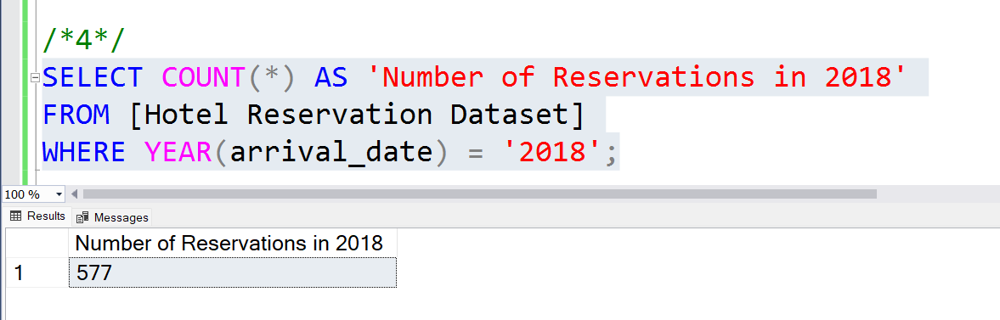 /*4*/
SELECT COUNT(*) AS 'Number of Reservations in 2018'
FROM [Hotel Reservation Dataset]
WHERE YEAR(arrival_date) = '2018';
100 %
Results Messages
Number of Reservations in 2018
1 577